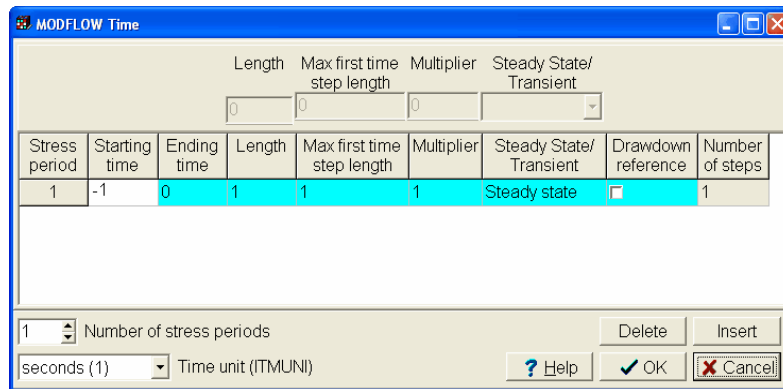 MODFLOW Time
Length Max first time step length Multiplier Steady State/ Transient
0 0 0
Stress period Starting time Ending time Length Max first time step length Multiplier Steady State/ Transient Drawdown reference Number of steps
1 -1 0 1 1 1 Steady state 1
1 Number of stress periods Delete Insert
seconds (1) Time unit (ITMUNI) ? Help OK Cancel